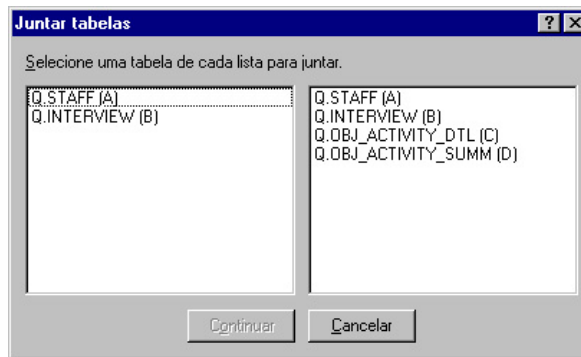 Juntar tabelas
Selecione uma tabela de cada lista para juntar.
Q.STAFF (A)
Q.INTERVIEW (B)
Q.STAFF (A)
Q.INTERVIEW (B)
Q.OBJ_ACTIVITY_DTL (C)
Q.OBJ_ACTIVITY_SUMM (D)
Continuar
Cancelar